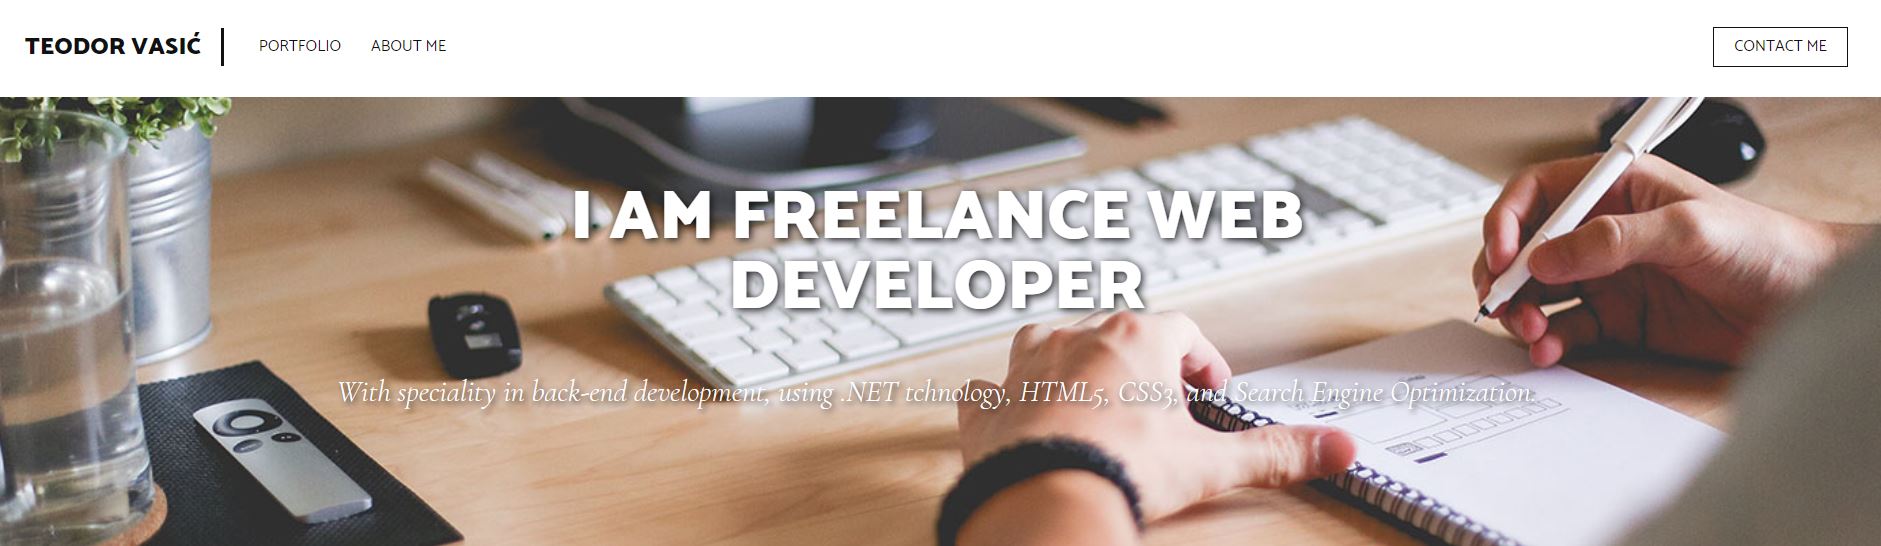 TEODOR VASIĆ
PORTFOLIO
ABOUT ME
CONTACT ME
I AM FREELANCE WEB
DEVELOPER
With speciality in back-end development, using .NET tchnology, HTML5, CSS3, and Search Engine Optimization.